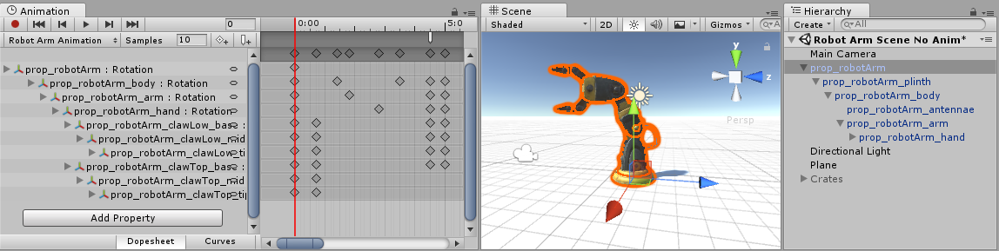 Animation
0
0:00
5:0
Robot Arm Animation
Samples
10
prop_robotArm : Rotation
prop_robotArm_body : Rotation
prop_robotArm_arm : Rotation
prop_robotArm_hand : Rotation
prop_robotArm_clawLow_base
prop_robotArm_clawLow_mid
prop_robotArm_clawLow_ti
prop_robotArm_clawTop_bas
prop_robotArm_clawTop_mid
prop_robotArm_clawTop_tip
Add Property
Dopesheet
Curves
Scene
Shaded
2D
Gizmos
All
y
z
Persp
Hierarchy
Create
All
Robot Arm Scene No Anim*
Main Camera
prop_robotArm
prop_robotArm_plinth
prop_robotArm_body
prop_robotArm_antennae
prop_robotArm_arm
prop_robotArm_hand
Directional Light
Plane
Crates